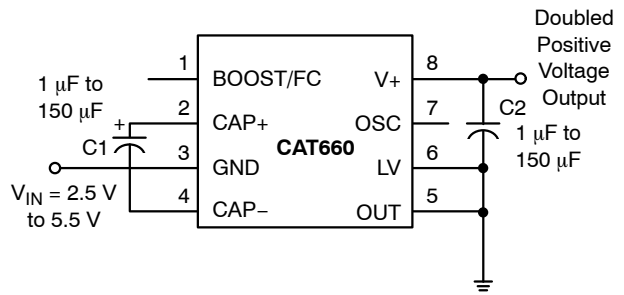 Doubled
Positive
Voltage
Output
1 BOOST/FC V+ 8
1 μF to
150 μF
2 CAP+ OSC 7
C2
1 μF to
150 μF
+
C1
CAT660
3 GND LV 6
VIN = 2.5 V
to 5.5 V
4 CAP− OUT 5